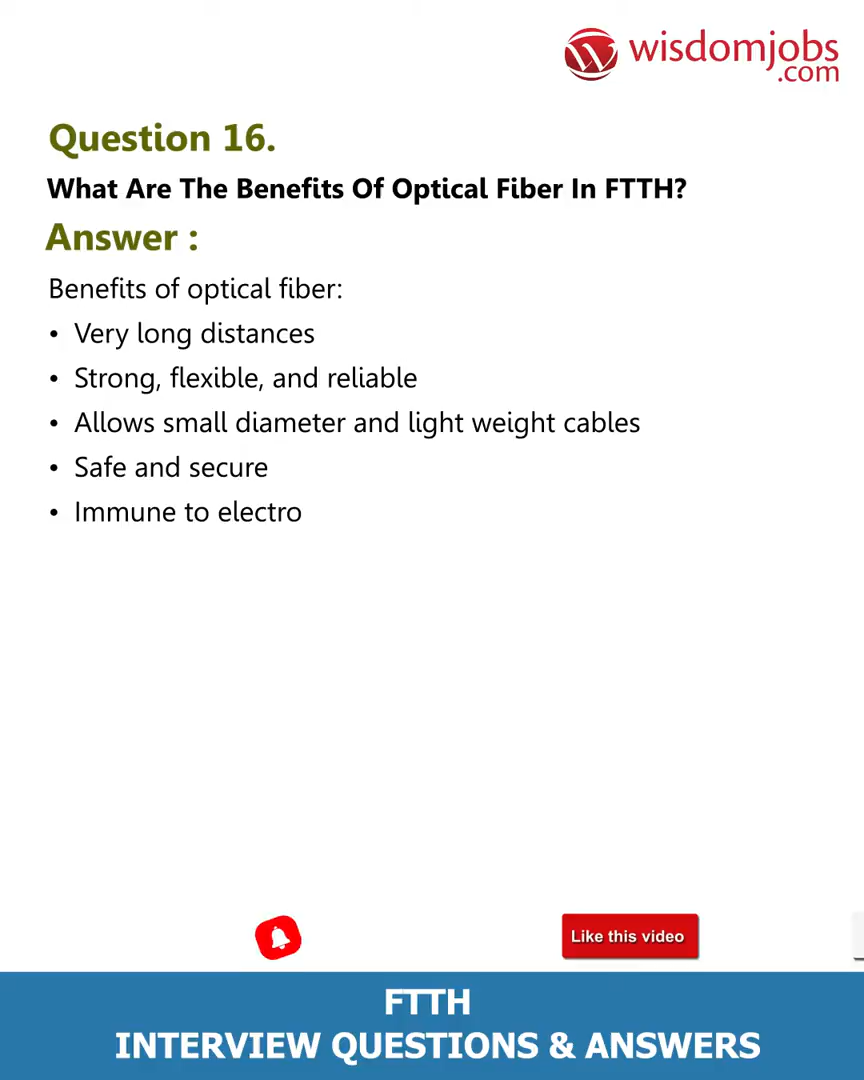 wisdomjobs
.com
Question 16.
What Are The Benefits Of Optical Fiber In FTTH?
Answer :
Benefits of optical fiber:
• Very long distances
• Strong, flexible, and reliable
• Allows small diameter and light weight cables
• Safe and secure
• Immune to electro
Like this video
FTTH
INTERVIEW QUESTIONS & ANSWERS